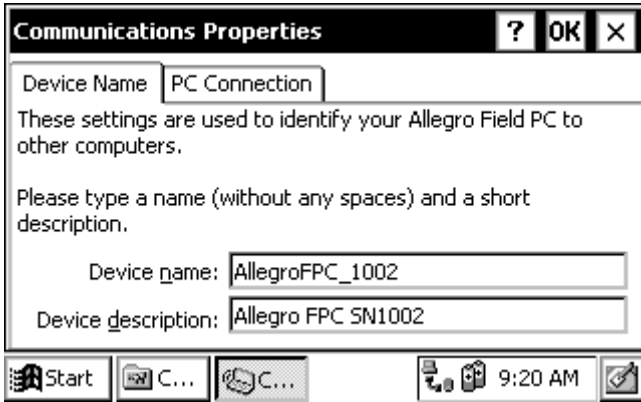 Communications Properties ? OK ×
Device Name PC Connection
These settings are used to identify your Allegro Field PC to
other computers.
Please type a name (without any spaces) and a short
description.
Device name: AllegroFPC_1002
Device description: Allegro FPC SN1002
Start C... C... 9:20 AM